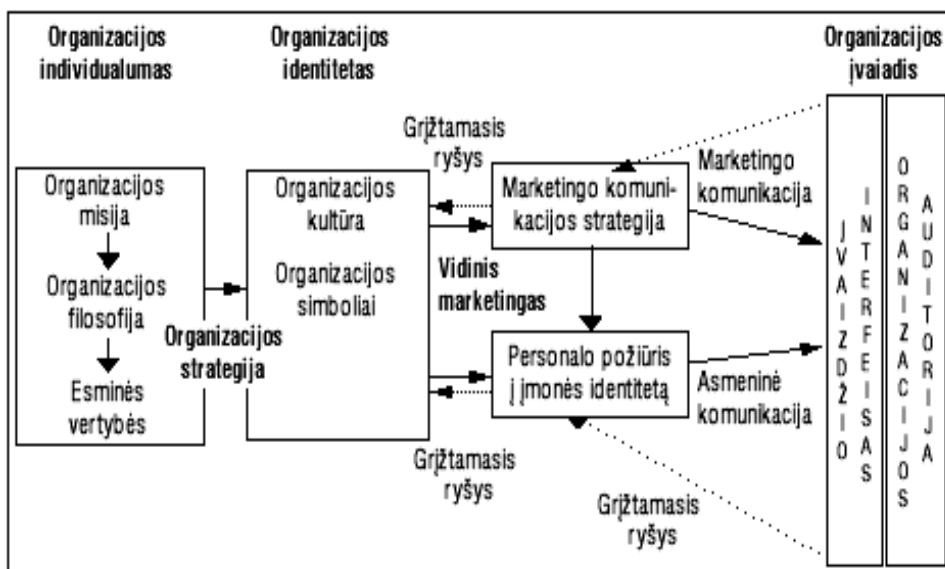 Organizacijos
individualumas
Organizacijos
identitetas
Organizacijos
įvaiadis
Organizacijos
misija
Organizacijos
filosofija
Esminės
vertybės
Organizacijos
strategija
Organizacijos
kultūra
Organizacijos
simboliai
Grįžtamasis
ryšys
Vidinis
marketingas
Grįžtamasis
ryšys
Marketingo komuni-
kacijos strategija
Personalo požiūris
į įmonės identitetą
Marketingo
komunikacija
Asmeninė
komunikacija
Grįžtamasis
ryšys
ĮVAIZDŽIO
INTERFEISAS
ORGANIZACIJOS
AUDITORIJA